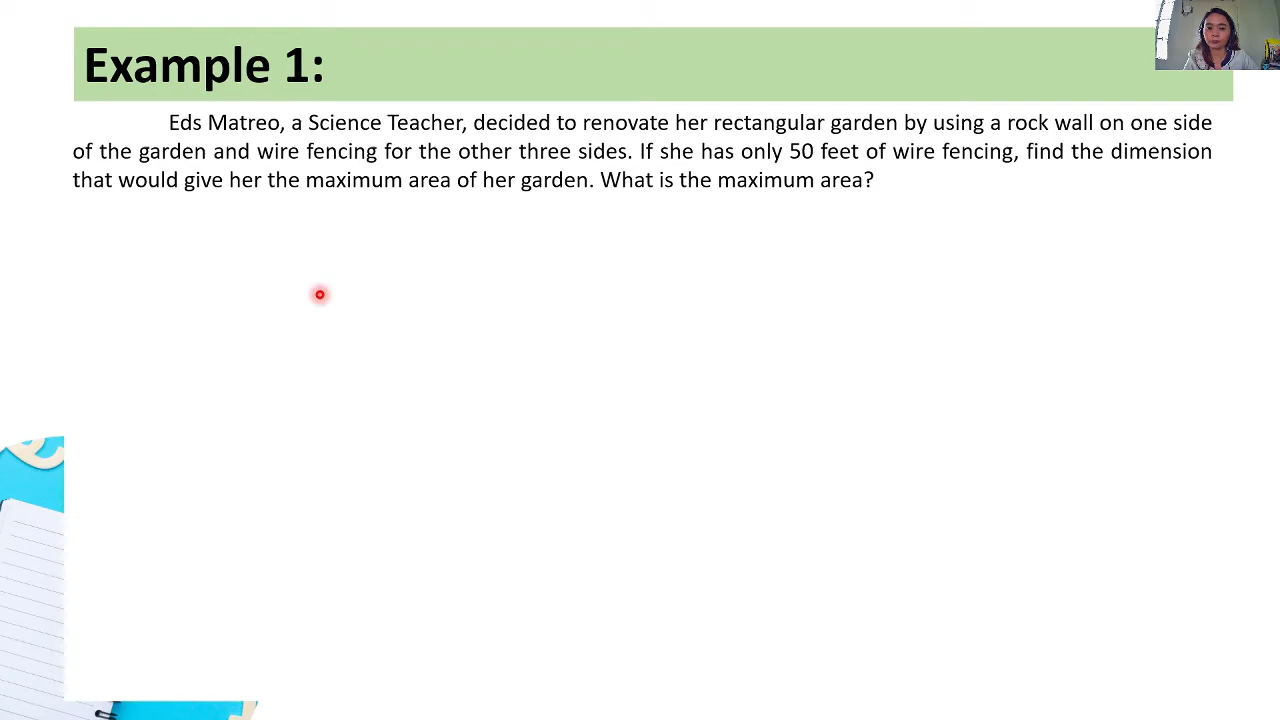 Example 1:
Eds Matreo, a Science Teacher, decided to renovate her rectangular garden by using a rock wall on one side
of the garden and wire fencing for the other three sides. If she has only 50 feet of wire fencing, find the dimension
that would give her the maximum area of her garden. What is the maximum area?